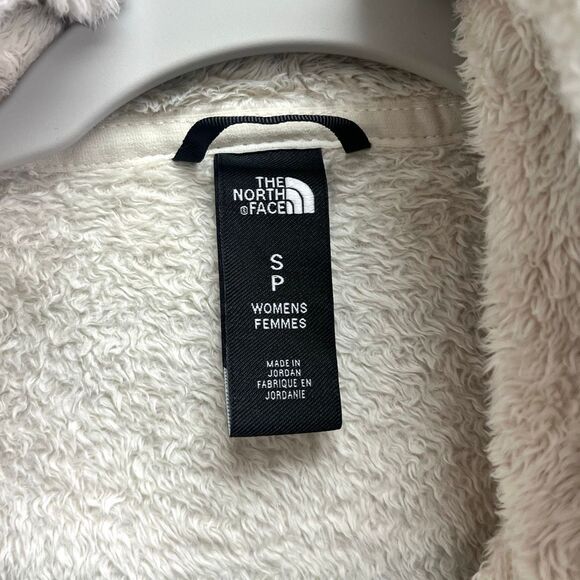 THE
NORTH
FACE
S
P
WOMENS
FEMMES
MADE IN
JORDAN
FABRIQUE EN
JORDANIE